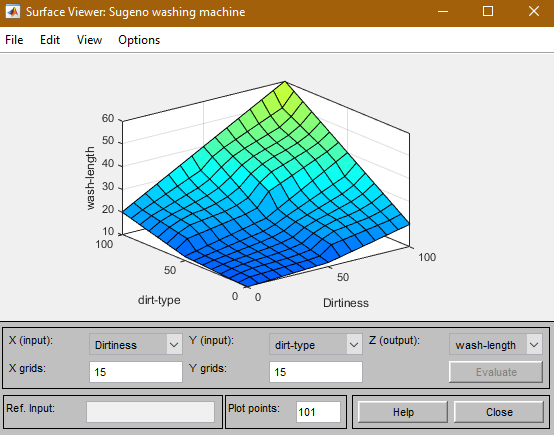 Surface Viewer: Sugeno washing machine
File Edit View Options
60
50
40
30
20
10
wash-length
100
50
0
dirt-type
0
50
100
Dirtiness
X (input): Dirtiness Y (input): dirt-type Z (output): wash-length
X grids: 15 Y grids: 15 Evaluate
Ref. Input: Plot points: 101 Help Close